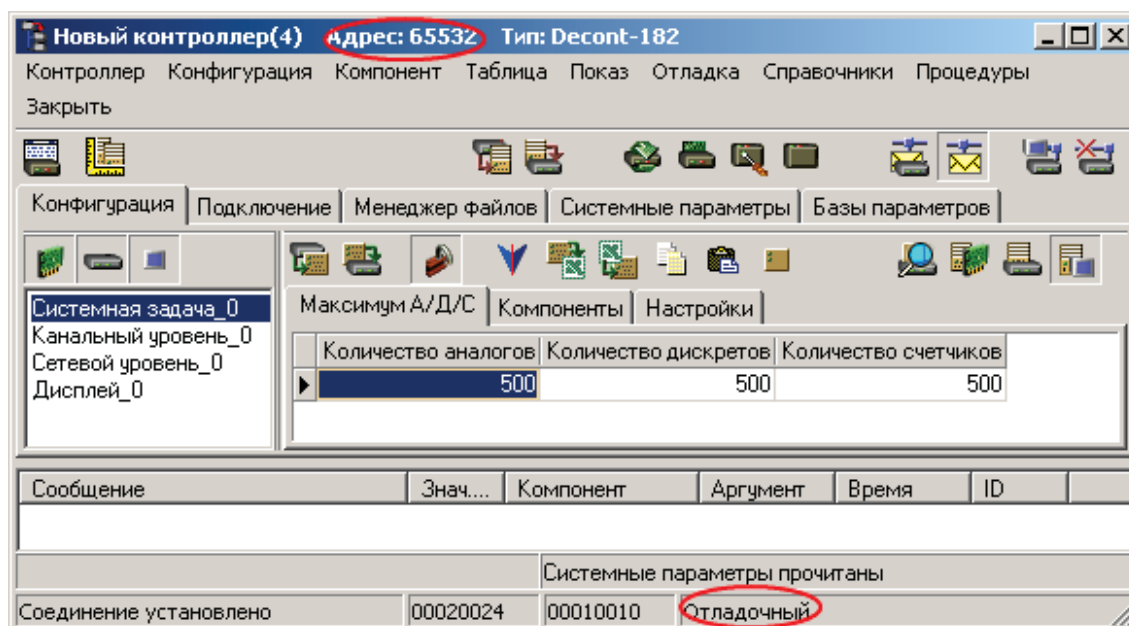 Новый контроллер(4) Адрес: 65532 Тип: Decont-182
Контроллер Конфигурация Компонент Таблица Показ Отладка Справочники Процедуры
Закрыть
Конфигурация Подключение Менеджер файлов Системные параметры Базы параметров
Системная задача_0
Канальный уровень_0
Сетевой уровень_0
Дисплей_0
Максимум А/Д/С Компоненты Настройки
Количество аналогов Количество дискретов Количество счетчиков
500 500 500
Сообщение Знач.... Компонент Аргумент Время ID
Системные параметры прочитаны
Соединение установлено 00020024 00010010 Отладочный